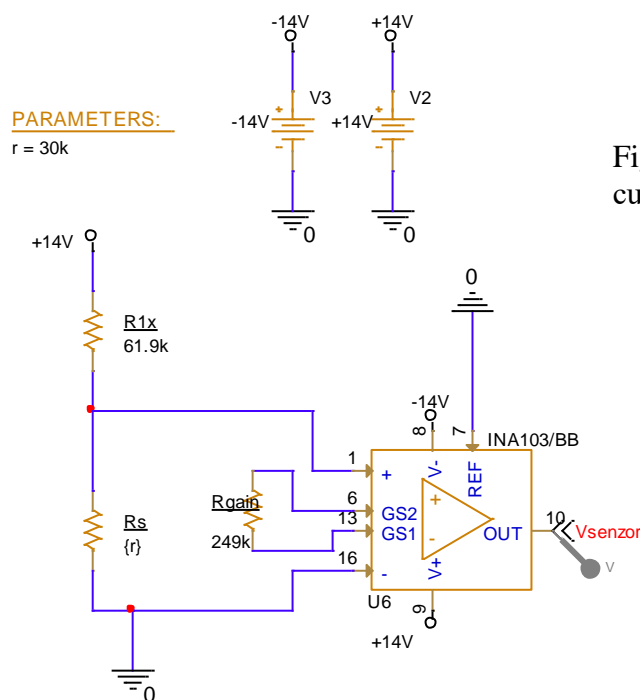 -14V
+14V
V3
V2
-14V
+14V
PARAMETERS:
r = 30k
0
0
Fi
cu
+14V
R1x
61.9k
0
-14V
8
7
INA103/BB
1
+
V-
REF
Rgain
6
GS2
+
13
GS1
-
OUT
10
Vsenzor
V
Rs
{r}
249k
16
-
V+
U6
9
+14V
0